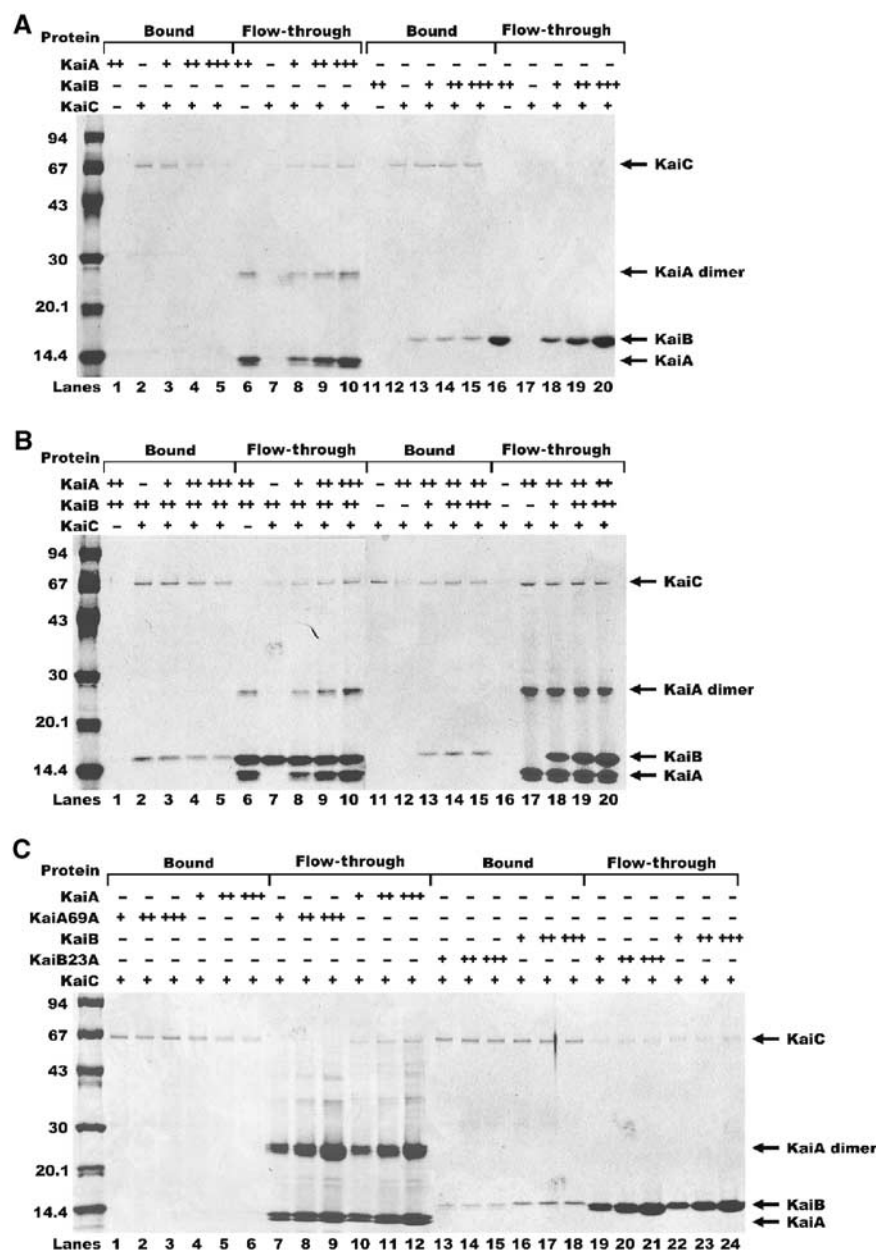 A
Protein Bound Flow-through Bound Flow-through
KaiA ++ – + ++ +++ ++ – + ++ +++ – – – – – – – – – –
KaiB – – – – – – – – – – ++ – + ++ +++ ++ – + ++ +++
KaiC – + + + + – + + + + – + + + + – + + + +
94
67 KaiC
43
30 KaiA dimer
20.1
KaiB
14.4 KaiA
Lanes 1 2 3 4 5 6 7 8 9 10 11 12 13 14 15 16 17 18 19 20
B
Protein Bound Flow-through Bound Flow-through
KaiA ++ – + ++ +++ ++ – + ++ +++ – ++ ++ ++ ++ – ++ ++ ++ ++
KaiB ++ ++ ++ ++ ++ ++ ++ ++ ++ ++ – – + ++ +++ – – + ++ +++
KaiC – + + + + – + + + + + + + + + + + + + +
94
67 KaiC
43
30 KaiA dimer
20.1
KaiB
14.4 KaiA
Lanes 1 2 3 4 5 6 7 8 9 10 11 12 13 14 15 16 17 18 19 20
C
Protein Bound Flow-through Bound Flow-through
KaiA – – – + ++ +++ – – – + ++ +++ – – – – – – – – – – – –
KaiA69A + ++ +++ – – – + ++ +++ – – – – – – – – – – – – – – –
KaiB – – – – – – – – – – – – – – – + ++ +++ – – – + ++ +++
KaiB23A – – – – – – – – – – – – + ++ +++ – – – + ++ +++ – – –
KaiC + + + + + + + + + + + + + + + + + + + + + + + +
94
67 KaiC
43
30 KaiA dimer
20.1
14.4 KaiB
KaiA
Lanes 1 2 3 4 5 6 7 8 9 10 11 12 13 14 15 16 17 18 19 20 21 22 23 24